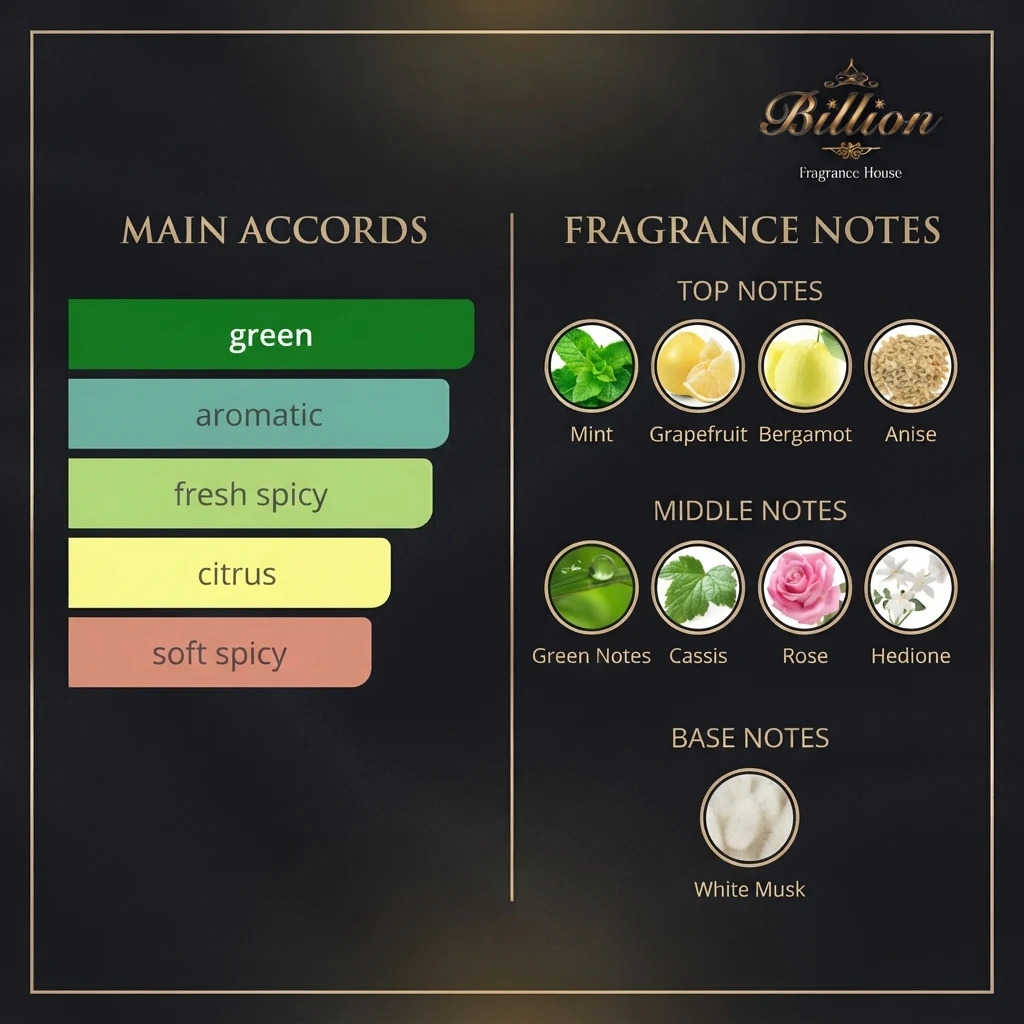 Billion
Fragrance House
MAIN ACCORDS
green
aromatic
fresh spicy
citrus
soft spicy
FRAGRANCE NOTES
TOP NOTES
Mint
Grapefruit
Bergamot
Anise
MIDDLE NOTES
Green Notes
Cassis
Rose
Hedione
BASE NOTES
White Musk